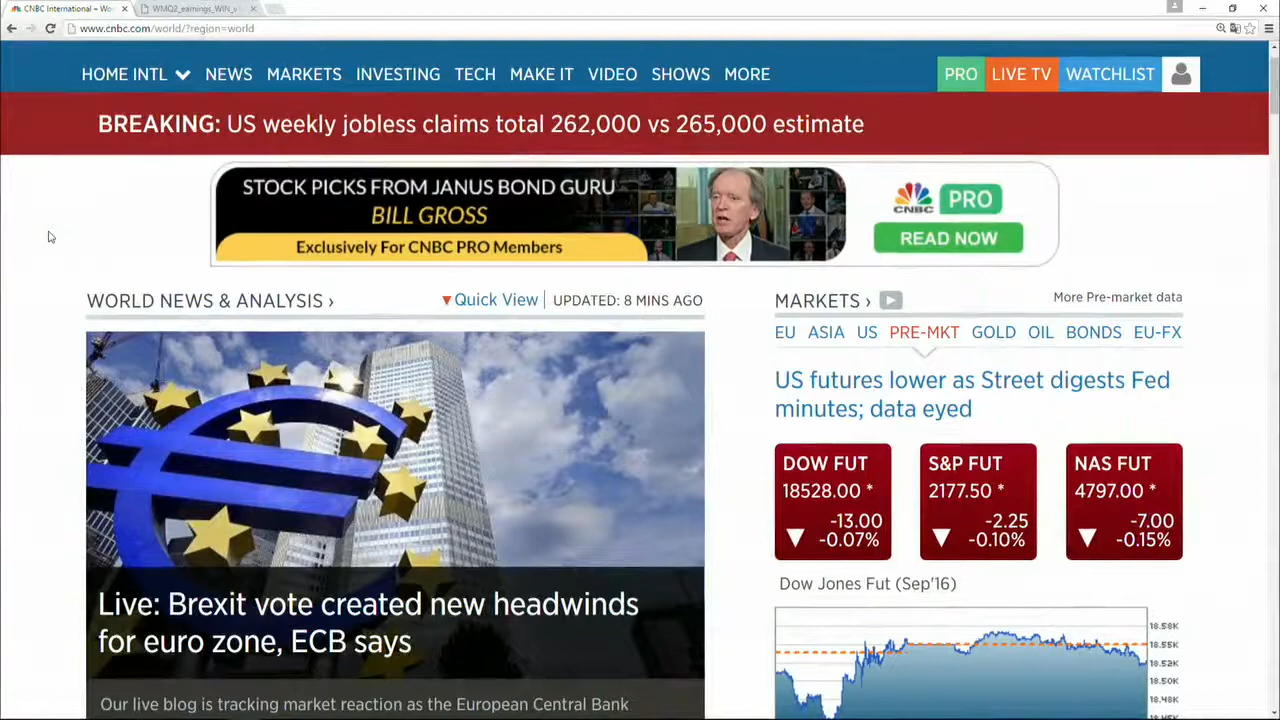 CNBC International – Wo
WMQ2_earnings_WIN_v
www.cnbc.com/world/?region=world
HOME INTL NEWS MARKETS INVESTING TECH MAKE IT VIDEO SHOWS MORE
PRO LIVE TV WATCHLIST
BREAKING: US weekly jobless claims total 262,000 vs 265,000 estimate
STOCK PICKS FROM JANUS BOND GURU
BILL GROSS
Exclusively For CNBC PRO Members
CNBC PRO
READ NOW
WORLD NEWS & ANALYSIS ›
▼Quick View
UPDATED: 8 MINS AGO
MARKETS ›
More Pre-market data
EU ASIA US PRE-MKT GOLD OIL BONDS EU-FX
US futures lower as Street digests Fed
minutes; data eyed
DOW FUT
18528.00 *
▼ -13.00
-0.07%
S&P FUT
2177.50 *
▼ -2.25
-0.10%
NAS FUT
4797.00 *
▼ -7.00
-0.15%
Dow Jones Fut (Sep'16)
18.58K
18.55K
18.52K
18.50K
18.48K
Live: Brexit vote created new headwinds
for euro zone, ECB says
Our live blog is tracking market reaction as the European Central Bank